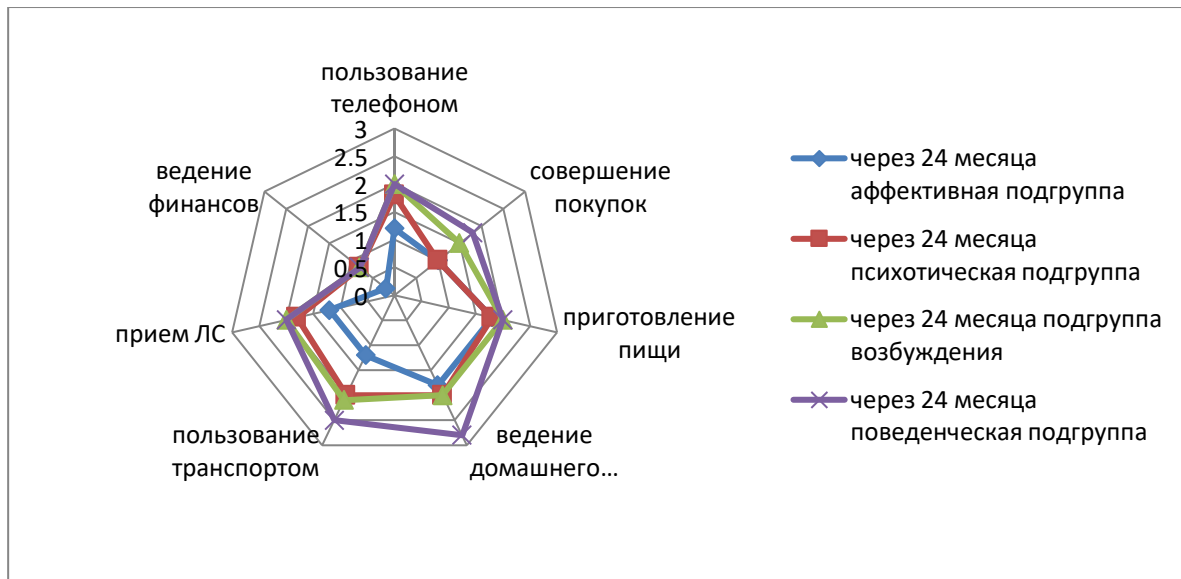 пользование
телефоном
совершение
покупок
приготовление
пищи
ведение
домашнего...
пользование
транспортом
прием ЛС
ведение
финансов
3
2.5
2
1.5
1
0.5
0
через 24 месяца
аффективная подгруппа
через 24 месяца
психотическая подгруппа
через 24 месяца подгруппа
возбуждения
через 24 месяца
поведенческая подгруппа